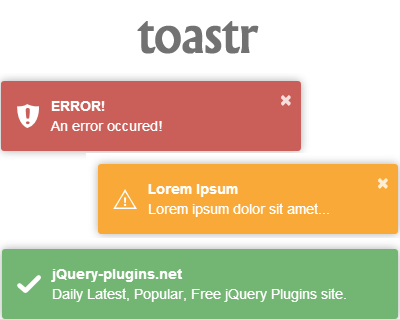 toastr
ERROR!
An error occured!
Lorem Ipsum
Lorem ipsum dolor sit amet...
jQuery-plugins.net
Daily Latest, Popular, Free jQuery Plugins site.